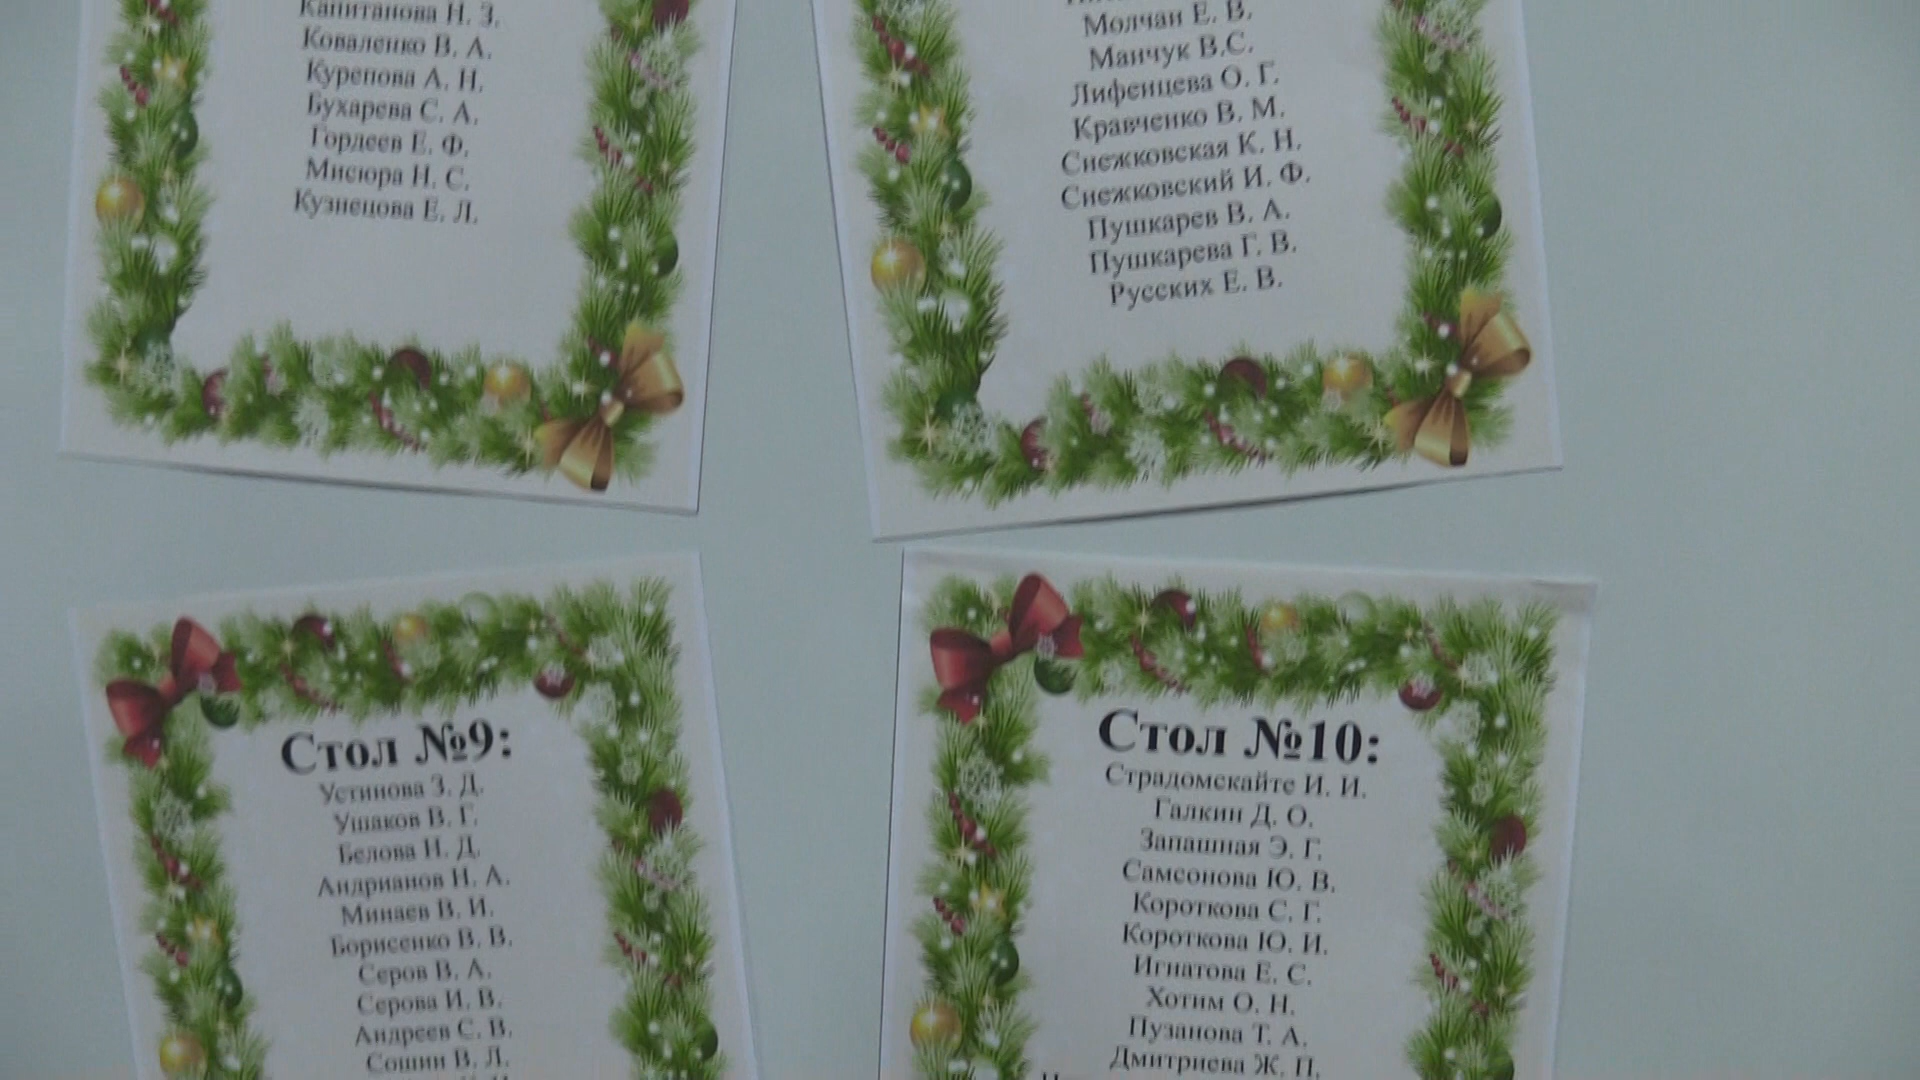 Капитанова Н. З.
Коваленко В. А.
Курепова А. Н.
Бухарева С. А.
Гордеев Е. Ф.
Мисюра Н. С.
Кузнецова Е. Л.
Молчан Е. В.
Манчук В.С.
Лифенцева О. Г.
Кравченко В. М.
Снежковская К. Н.
Снежковский И. Ф.
Пушкарев В. А.
Пушкарева Г. В.
Русских Е. В.
Стол №9:
Устинова З. Д.
Ушаков В. Г.
Белова Н. Д.
Андрианов Н. А.
Минаев В. И.
Борисенко В. В.
Серов В. А.
Серова И. В.
Андреев С. В.
Сошин В. Л.
Стол №10:
Страдомскайте И. И.
Галкин Д. О.
Запашная Э. Г.
Самсонова Ю. В.
Короткова С. Г.
Короткова Ю. И.
Игнатова Е. С.
Хотим О. Н.
Пузанова Т. А.
Дмитриева Ж. П.